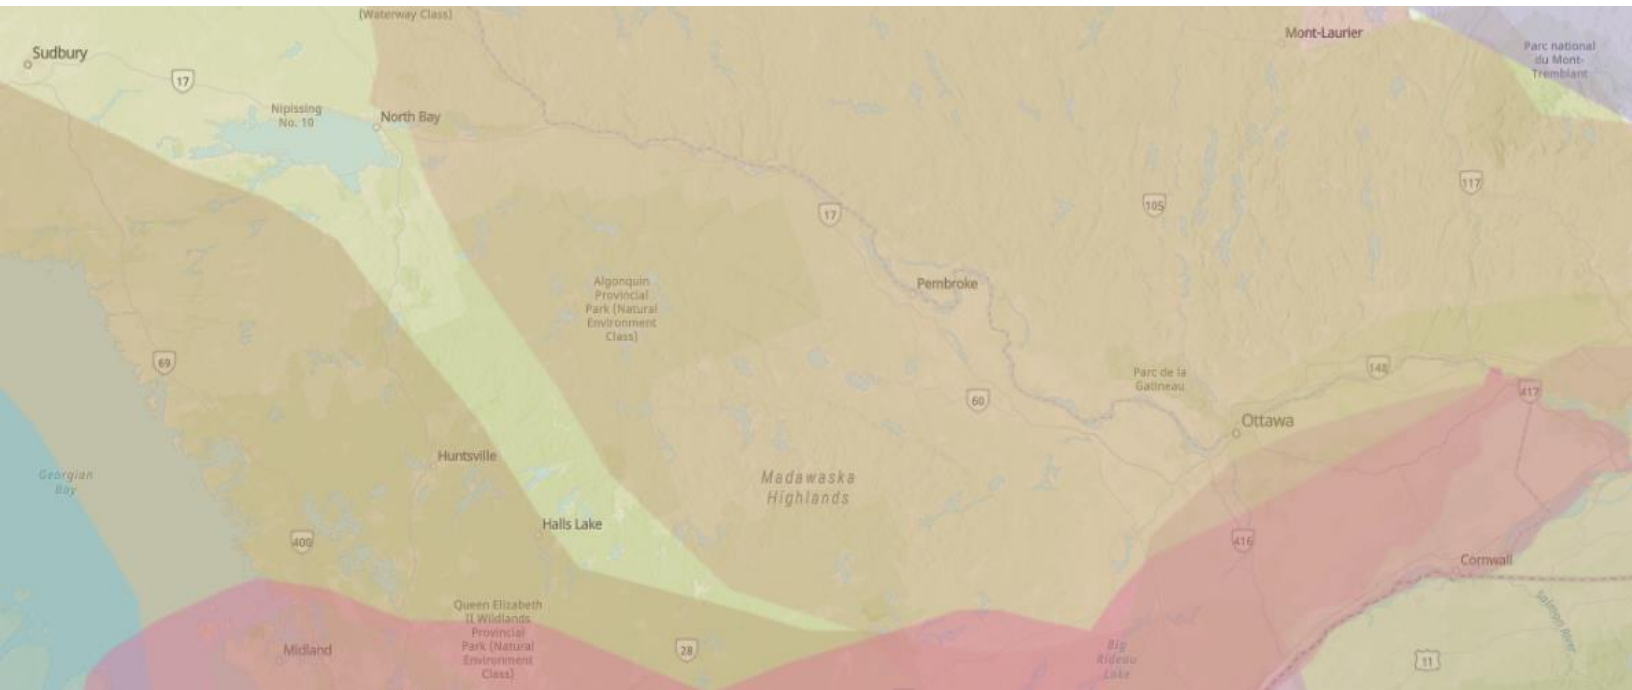 (Waterway Class)
Sudbury
Mont-Laurier
Parc national
du Mont-
Tremblant
17
Nipissing
No. 10
North Bay
117
105
17
Algonquin
Provincial
Park (Natural
Environment
Class)
Pembroke
69
148
Parc de la
Gatineau
417
60
Ottawa
Huntsville
Georgian
Bay
Madawaska
Highlands
Halls Lake
400
416
Cornwall
Queen Elizabeth
II Wildlands
Provincial
Park (Natural
Environment
Class)
Salmon River
Midland
28
Big
Rideau
Lake
11